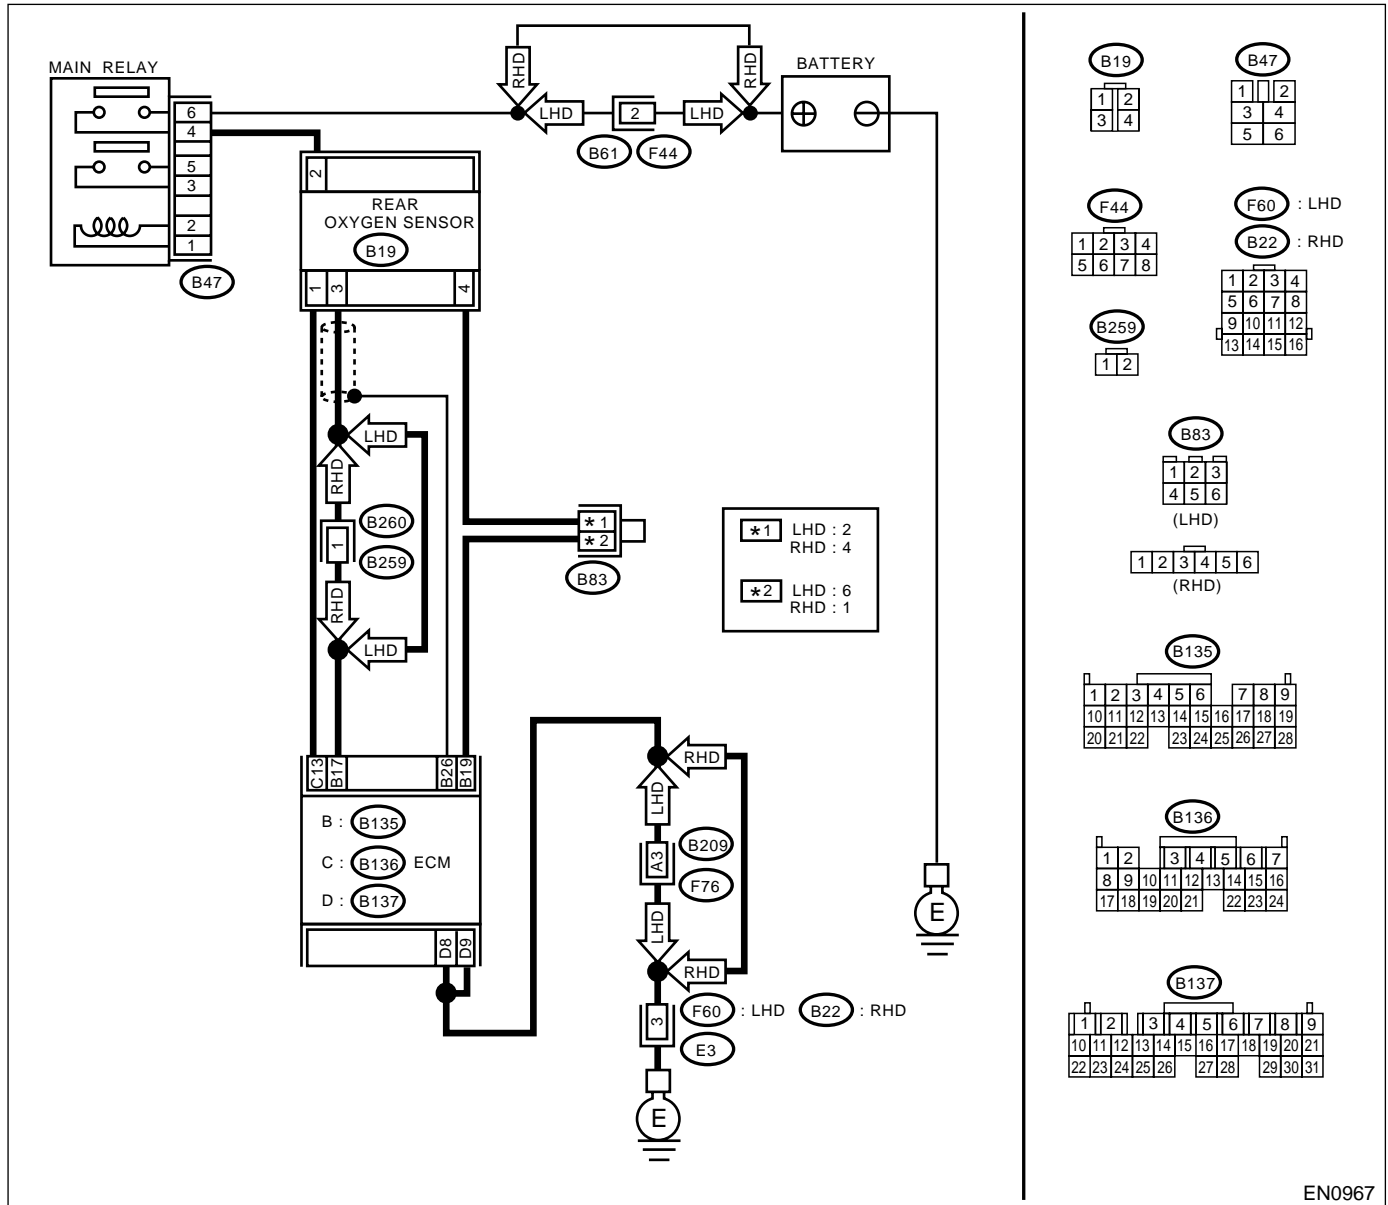 MAIN RELAY
6
4
5
3
2
1
B47
RHD
RHD
LHD
2
LHD
B61
F44
BATTERY
2
REAR
OXYGEN SENSOR
B19
1
3
4
LHD
RHD
B260
1
B259
RHD
LHD
*1
*2
B83
*1 LHD : 2
RHD : 4
*2 LHD : 6
RHD : 1
C13
B17
B26
B19
B : B135
C : B136 ECM
D : B137
D8
D9
RHD
LHD
B209
A3
F76
LHD
RHD
F60 : LHD B22 : RHD
3
E3
E
E
B19
1 2
3 4
B47
1 2
3 4
5 6
F44
1 2 3 4
5 6 7 8
F60 : LHD
B22 : RHD
1 2 3 4
5 6 7 8
9 10 11 12
13 14 15 16
B259
1 2
B83
1 2 3
4 5 6
(LHD)
1 2 3 4 5 6
(RHD)
B135
1 2 3 4 5 6 7 8 9
10 11 12 13 14 15 16 17 18 19
20 21 22 23 24 25 26 27 28
B136
1 2 3 4 5 6 7
8 9 10 11 12 13 14 15 16
17 18 19 20 21 22 23 24
B137
1 2 3 4 5 6 7 8 9
10 11 12 13 14 15 16 17 18 19 20 21
22 23 24 25 26 27 28 29 30 31
EN0967